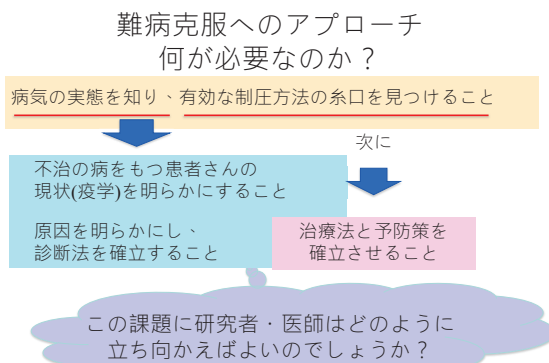 難病克服へのアプローチ
何が必要なのか？
病気の実態を知り、有効な制圧方法の糸口を見つけること
次に
不治の病をもつ患者さんの
現状(疫学)を明らかにすること
原因を明らかにし、
診断法を確立すること
治療法と予防策を
確立させること
この課題に研究者・医師はどのように
立ち向かえばよいのでしょうか？